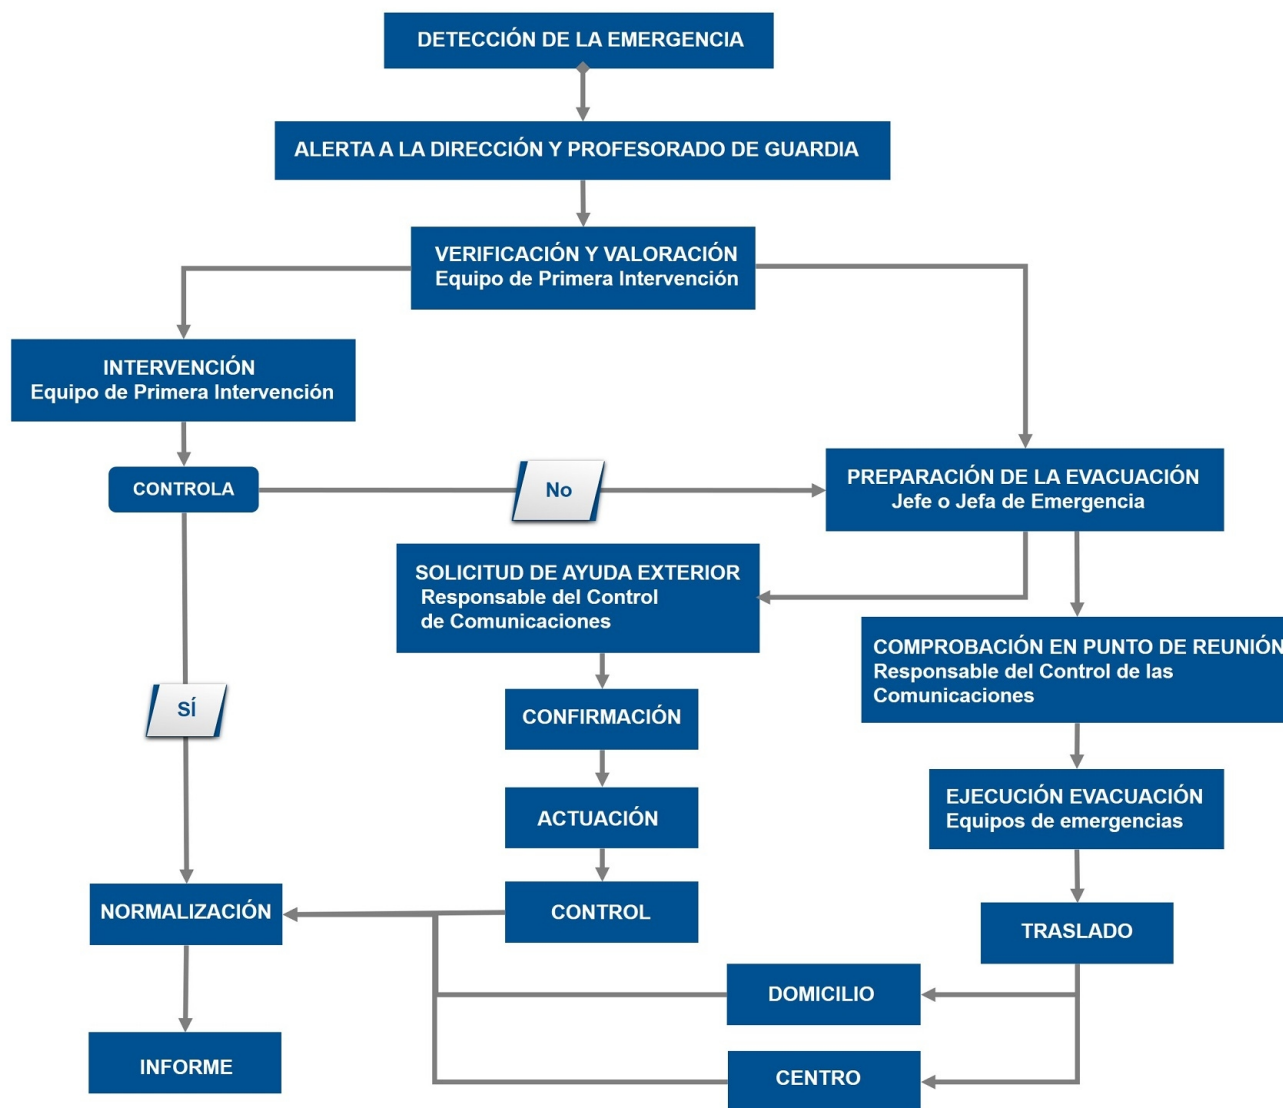 DETECCIÓN DE LA EMERGENCIA
ALERTA A LA DIRECCIÓN Y PROFESORADO DE GUARDIA
VERIFICACIÓN Y VALORACIÓN
Equipo de Primera Intervención
INTERVENCIÓN
Equipo de Primera Intervención
CONTROLA
No
PREPARACIÓN DE LA EVACUACIÓN
Jefe o Jefa de Emergencia
SOLICITUD DE AYUDA EXTERIOR
Responsable del Control
de Comunicaciones
COMPROBACIÓN EN PUNTO DE REUNIÓN
Responsable del Control de las
Comunicaciones
SÍ
CONFIRMACIÓN
EJECUCIÓN EVACUACIÓN
Equipos de emergencias
ACTUACIÓN
NORMALIZACIÓN
CONTROL
TRASLADO
DOMICILIO
INFORME
CENTRO